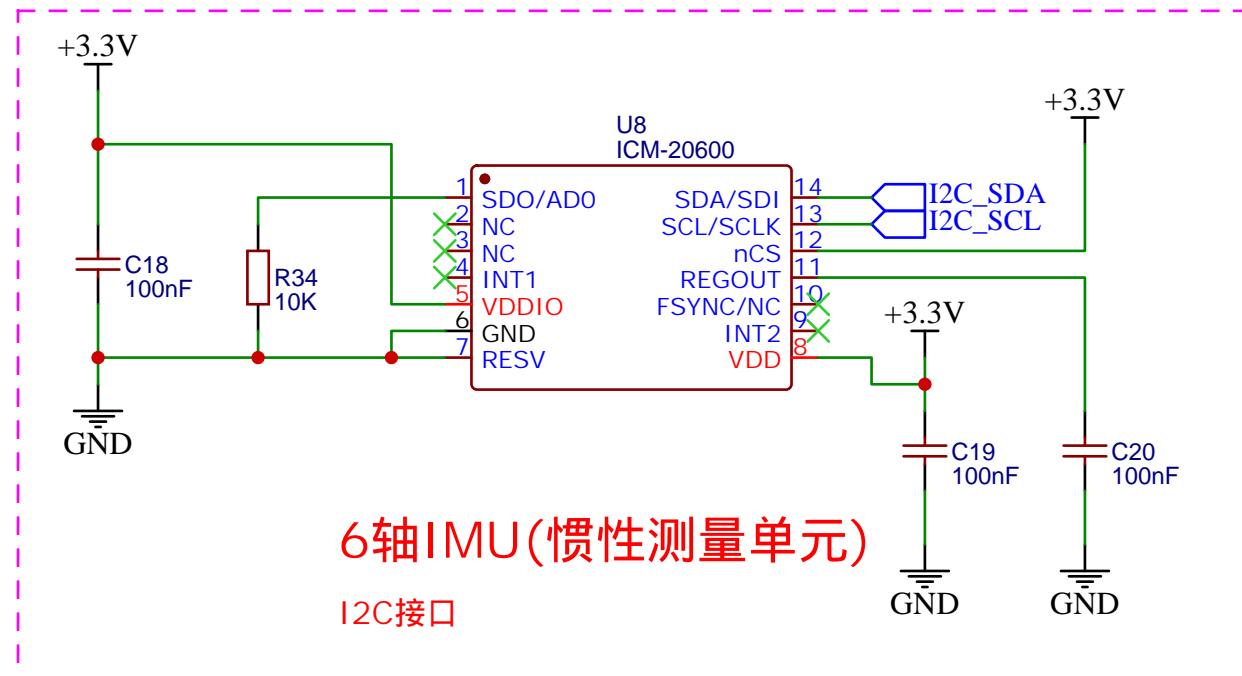 +3.3V
+3.3V
U8
ICM-20600
1
SDO/AD0
2
NC
3
NC
4
INT1
5
VDDIO
6
GND
7
RESV
14
SDA/SDI
13
SCL/SCLK
12
nCS
11
REGOUT
10
FSYNC/NC
9
INT2
8
VDD
I2C_SDA
I2C_SCL
C18
100nF
R34
10K
GND
+3.3V
C19
100nF
C20
100nF
GND
GND
6轴IMU(惯性测量单元)
I2C接口